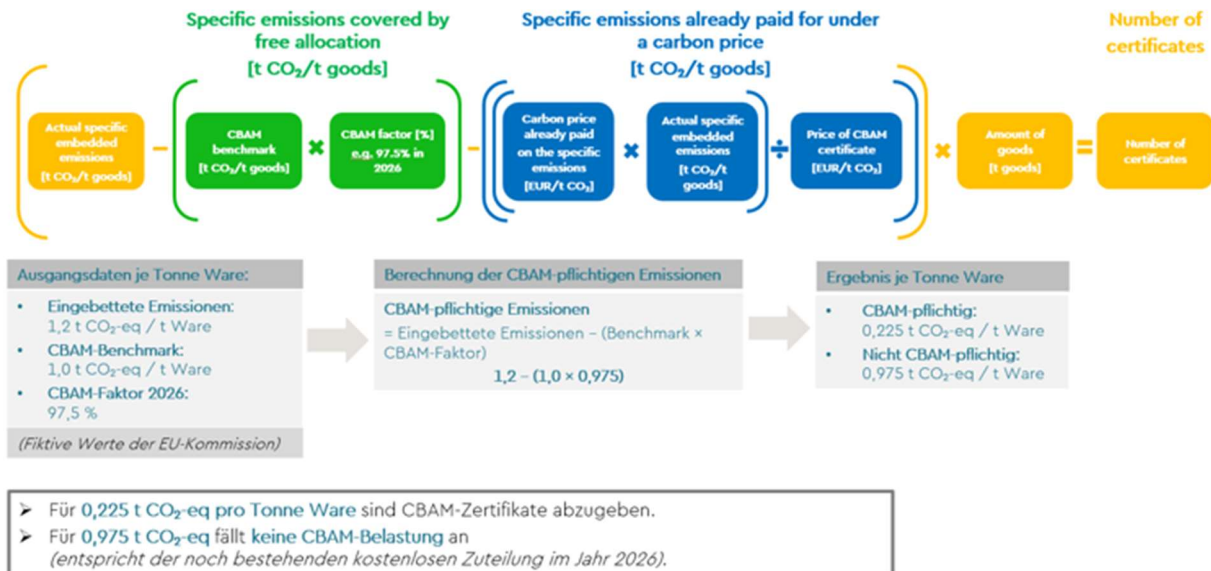 Specific emissions covered by
free allocation
[t CO₂/t goods]
Specific emissions already paid for under
a carbon price
[t CO₂/t goods]
Number of
certificates
Actual specific
embedded
emissions
[t CO₂/t goods]
−
CBAM
benchmark
[t CO₂/t goods]
×
CBAM factor [%]
e.g. 97.5% in
2026
−
Carbon price
already paid
on the specific
emissions
[EUR/t CO₂]
×
Actual specific
embedded
emissions
[t CO₂/t
goods]
÷
Price of CBAM
certificate
[EUR/t CO₂]
×
Amount of
goods
[t goods]
=
Number of
certificates
Ausgangsdaten je Tonne Ware:
• Eingebettete Emissionen:
1,2 t CO₂-eq / t Ware
• CBAM-Benchmark:
1,0 t CO₂-eq / t Ware
• CBAM-Faktor 2026:
97,5 %
(Fiktive Werte der EU-Kommission)
Berechnung der CBAM-pflichtigen Emissionen
CBAM-pflichtige Emissionen
= Eingebettete Emissionen – (Benchmark ×
CBAM-Faktor)
1,2 – (1,0 × 0,975)
Ergebnis je Tonne Ware
• CBAM-pflichtig:
0,225 t CO₂-eq / t Ware
• Nicht CBAM-pflichtig:
0,975 t CO₂-eq / t Ware
➢ Für 0,225 t CO₂-eq pro Tonne Ware sind CBAM-Zertifikate abzugeben.
➢ Für 0,975 t CO₂-eq fällt keine CBAM-Belastung an
(entspricht der noch bestehenden kostenlosen Zuteilung im Jahr 2026).